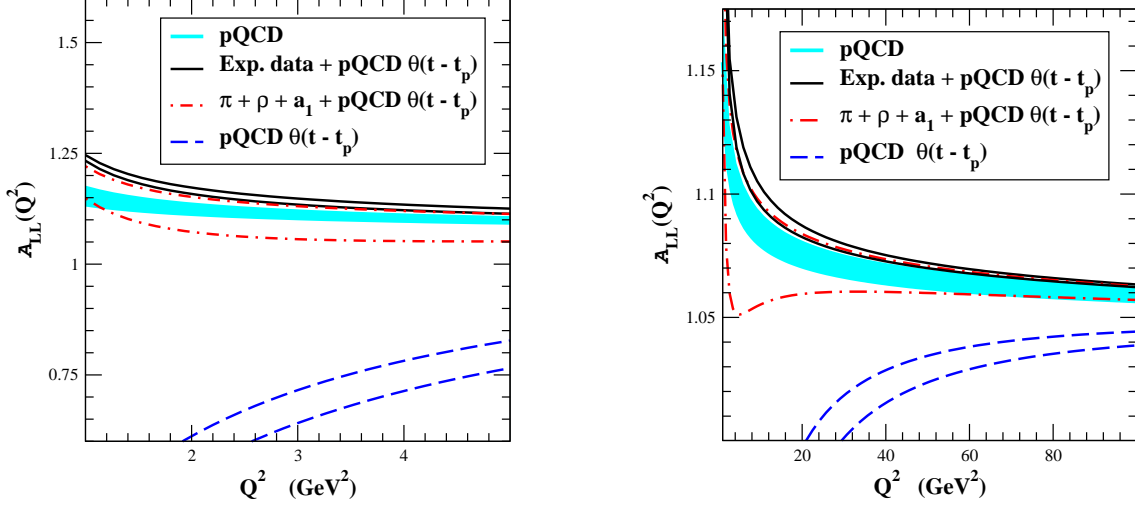 pQCD
Exp. data + pQCD θ(t - t_p)
π + ρ + a_1 + pQCD θ(t - t_p)
pQCD θ(t - t_p)
1.5
1.25
1
0.75
A_LL(Q^2)
2
3
4
Q^2 (GeV^2)
pQCD
Exp. data + pQCD θ(t - t_p)
π + ρ + a_1 + pQCD θ(t - t_p)
pQCD θ(t - t_p)
1.15
1.1
1.05
A_LL(Q^2)
20
40
60
80
Q^2 (GeV^2)